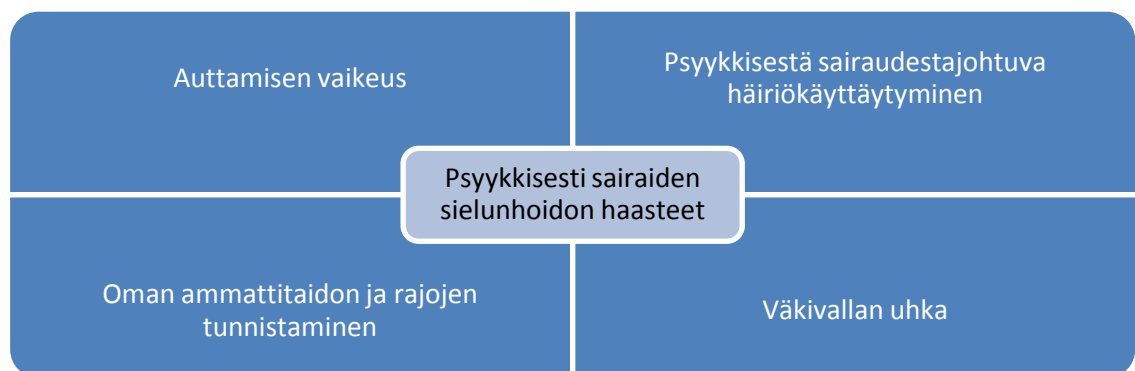 Auttamisen vaikeus
Psyykkisestä sairaudestajohtuva
häiriökäyttäytyminen
Psyykkisesti sairaiden
sielunhoidon haasteet
Oman ammattitaidon ja rajojen
tunnistaminen
Väkivallan uhka